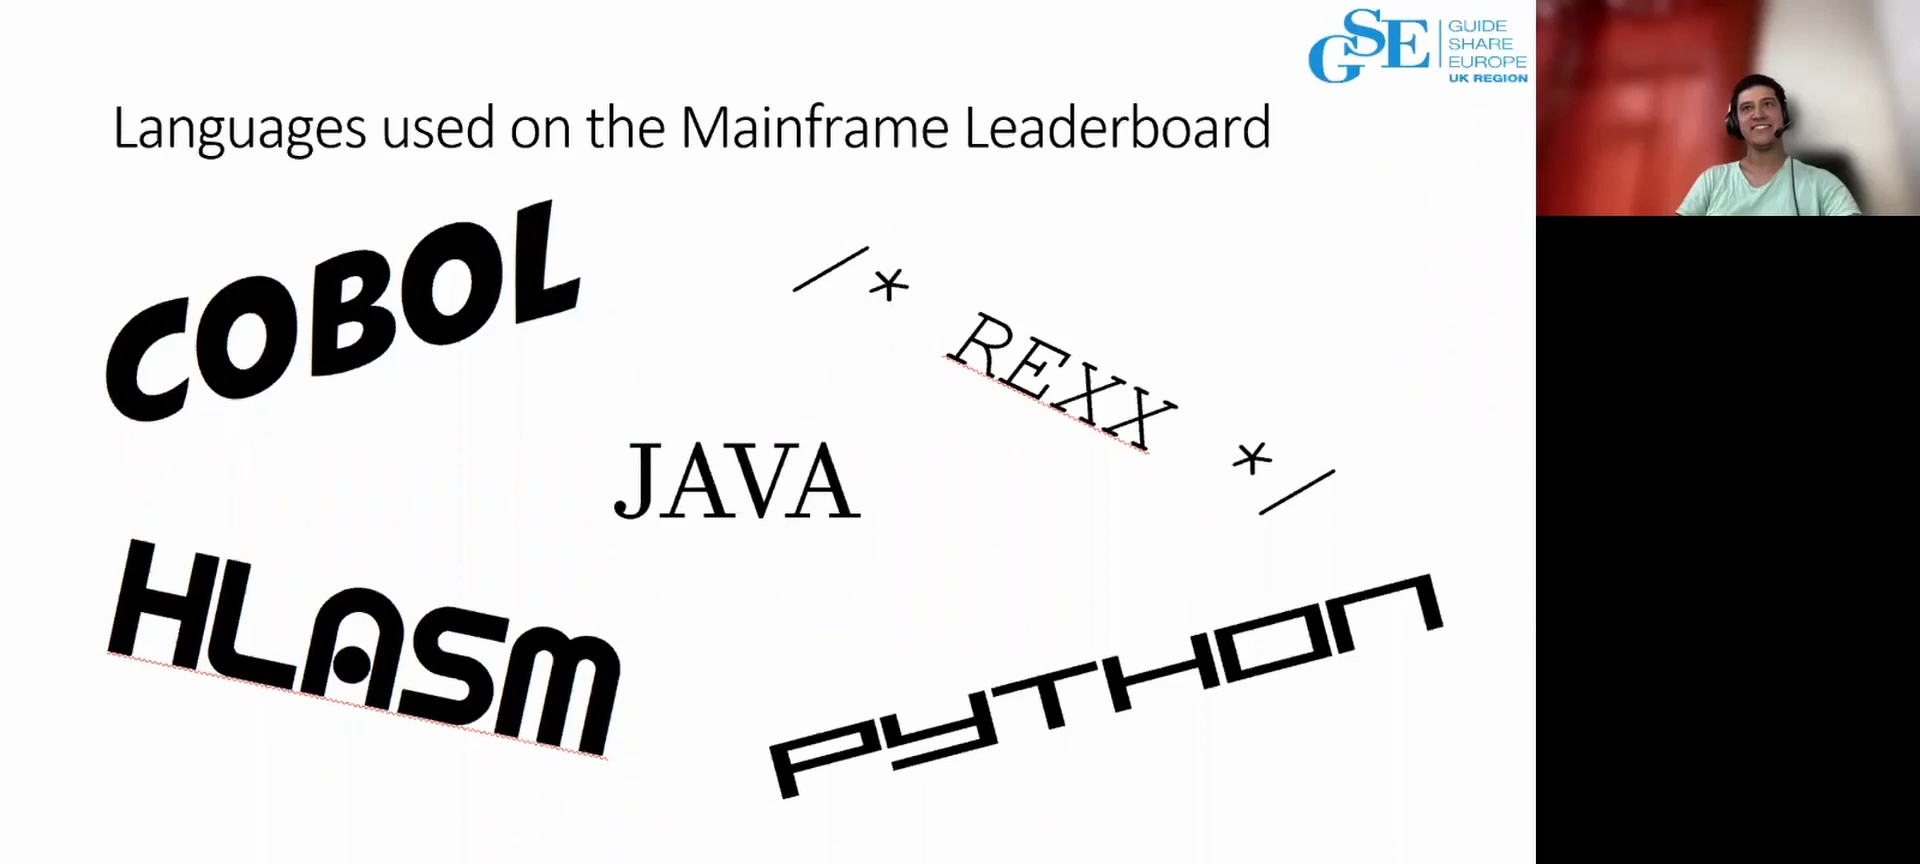 GSE
GUIDE
SHARE
EUROPE
UK REGION
Languages used on the Mainframe Leaderboard
COBOL
/* REXX */
JAVA
HLASM
PYTHON